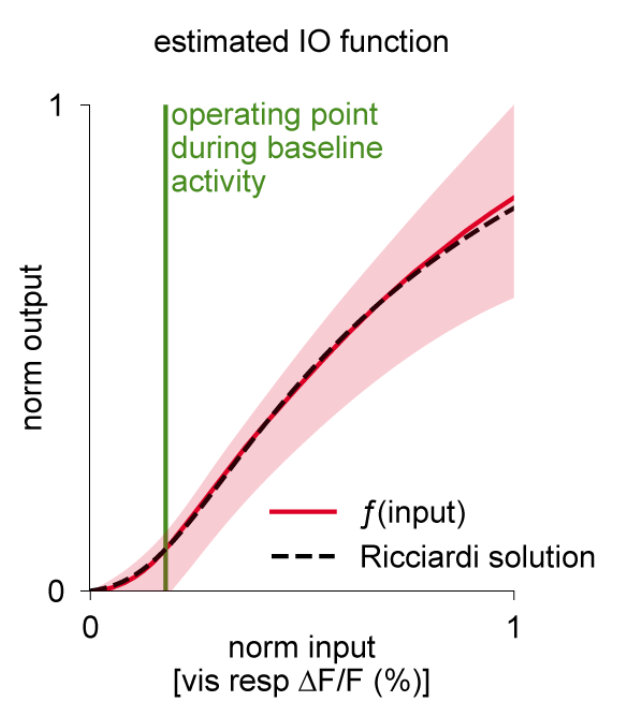 estimated IO function
1
operating point
during baseline
activity
norm output
ƒ(input)
Ricciardi solution
0
0
1
norm input
[vis resp ΔF/F (%)]